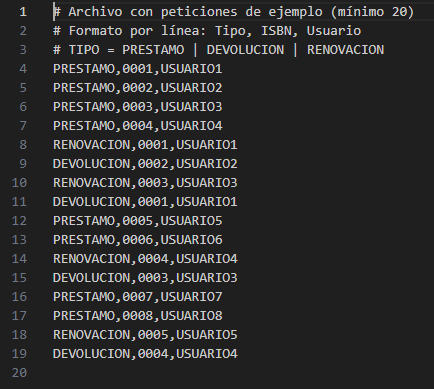 1 # Archivo con peticiones de ejemplo (mínimo 20)
2 # Formato por línea: Tipo, ISBN, Usuario
3 # TIPO = PRESTAMO | DEVOLUCION | RENOVACION
4 PRESTAMO,0001,USUARIO1
5 PRESTAMO,0002,USUARIO2
6 PRESTAMO,0003,USUARIO3
7 PRESTAMO,0004,USUARIO4
8 RENOVACION,0001,USUARIO1
9 DEVOLUCION,0002,USUARIO2
10 RENOVACION,0003,USUARIO3
11 DEVOLUCION,0001,USUARIO1
12 PRESTAMO,0005,USUARIO5
13 PRESTAMO,0006,USUARIO6
14 RENOVACION,0004,USUARIO4
15 DEVOLUCION,0003,USUARIO3
16 PRESTAMO,0007,USUARIO7
17 PRESTAMO,0008,USUARIO8
18 RENOVACION,0005,USUARIO5
19 DEVOLUCION,0004,USUARIO4
20